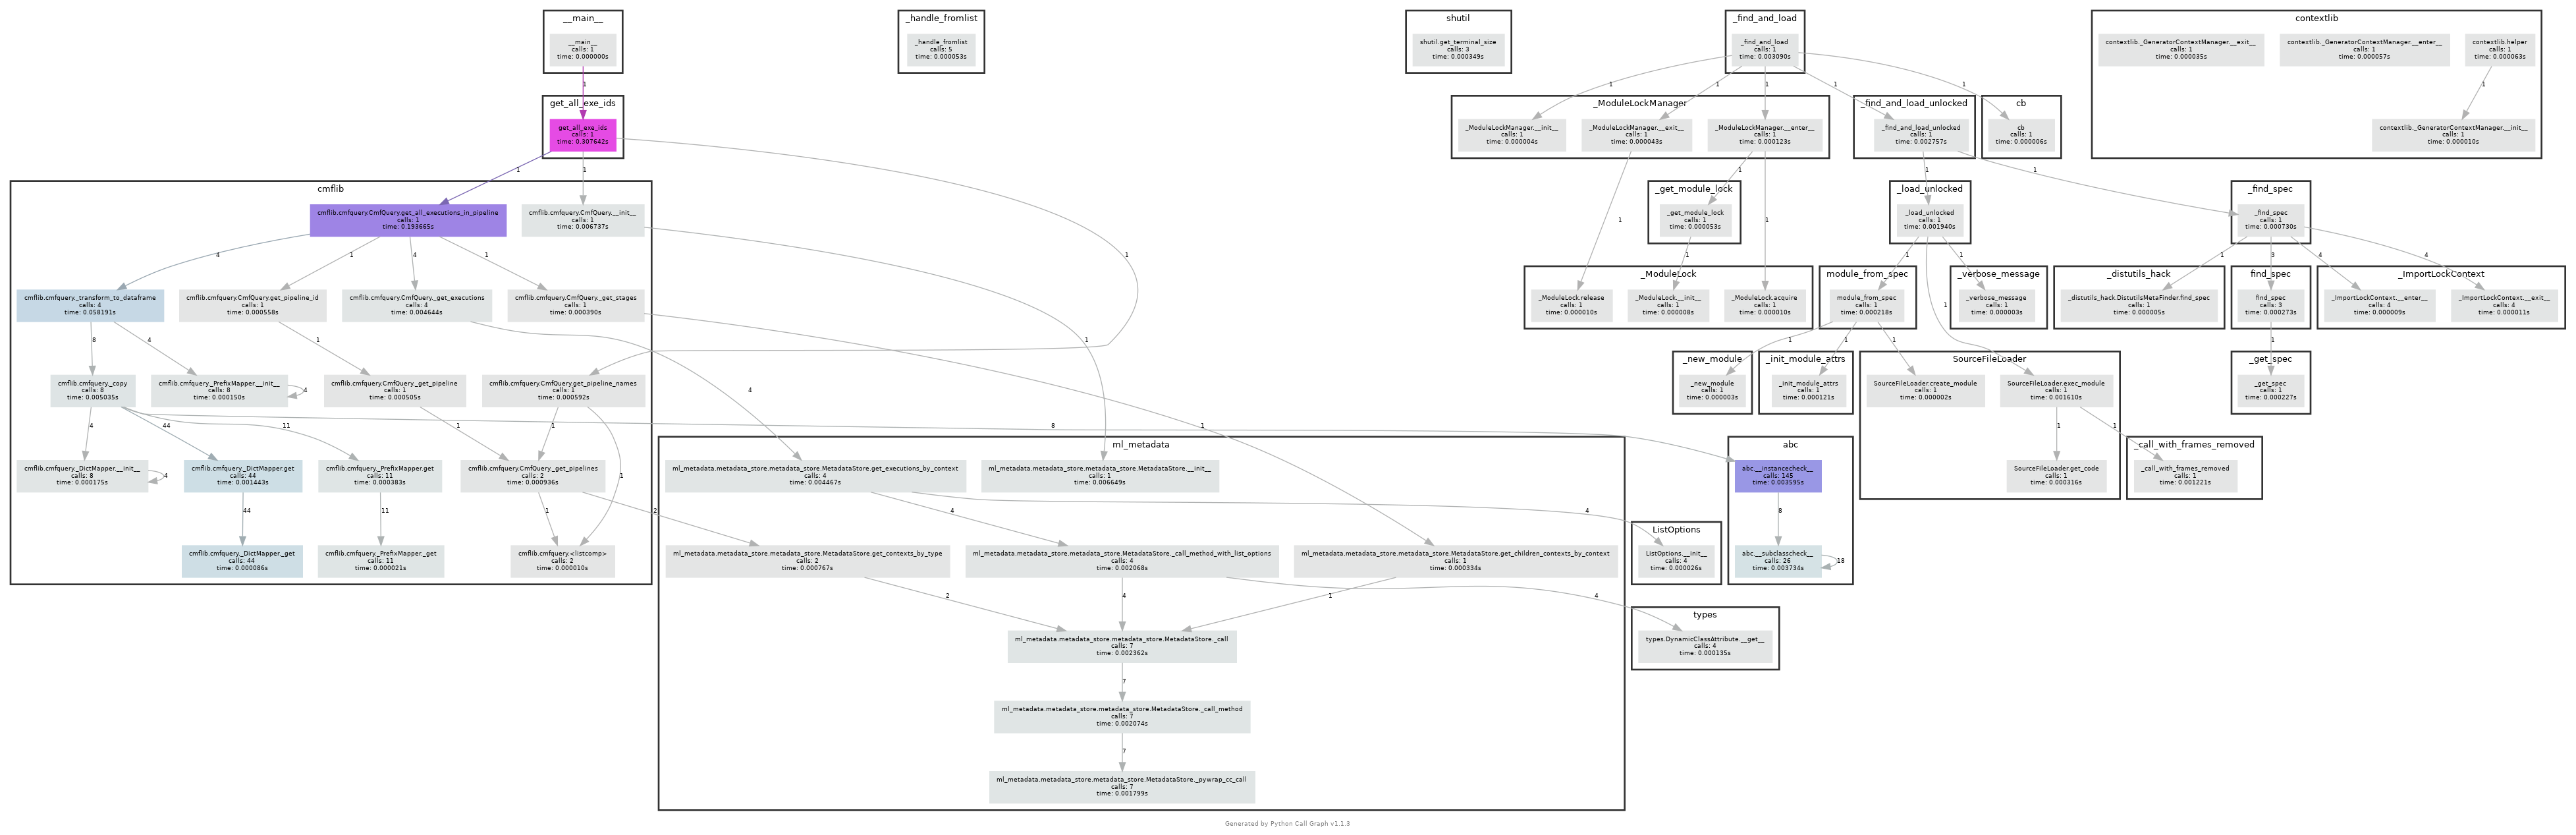 __main__
__main__
calls: 1
time: 0.000000s
_handle_fromlist
_handle_fromlist
calls: 5
time: 0.000053s
shutil
shutil.get_terminal_size
calls: 3
time: 0.000349s
_find_and_load
_find_and_load
calls: 1
time: 0.003090s
contextlib
contextlib._GeneratorContextManager.__exit__
calls: 1
time: 0.000035s
contextlib._GeneratorContextManager.__enter__
calls: 1
time: 0.000057s
contextlib.helper
calls: 1
time: 0.000063s
1
contextlib._GeneratorContextManager.__init__
calls: 1
time: 0.000010s
1
get_all_exe_ids
get_all_exe_ids
calls: 1
time: 0.307642s
1
1
1
1
1
_ModuleLockManager
_ModuleLockManager.__init__
calls: 1
time: 0.000004s
_ModuleLockManager.__exit__
calls: 1
time: 0.000043s
_ModuleLockManager.__enter__
calls: 1
time: 0.000123s
_find_and_load_unlocked
_find_and_load_unlocked
calls: 1
time: 0.002757s
cb
cb
calls: 1
time: 0.000006s
1
1
1
1
1
1
cmflib
cmflib.cmfquery.CmfQuery.get_all_executions_in_pipeline
calls: 1
time: 0.193665s
cmflib.cmfquery.CmfQuery.__init__
calls: 1
time: 0.006737s
_get_module_lock
_get_module_lock
calls: 1
time: 0.000053s
_load_unlocked
_load_unlocked
calls: 1
time: 0.001940s
_find_spec
_find_spec
calls: 1
time: 0.000730s
1
1
4
1
4
1
1
1
1
1
1
3
4
4
cmflib.cmfquery._transform_to_dataframe
calls: 4
time: 0.058191s
cmflib.cmfquery.CmfQuery.get_pipeline_id
calls: 1
time: 0.000558s
cmflib.cmfquery.CmfQuery._get_executions
calls: 4
time: 0.004644s
cmflib.cmfquery.CmfQuery._get_stages
calls: 1
time: 0.000390s
_ModuleLock
_ModuleLock.release
calls: 1
time: 0.000010s
_ModuleLock.__init__
calls: 1
time: 0.000008s
_ModuleLock.acquire
calls: 1
time: 0.000010s
module_from_spec
module_from_spec
calls: 1
time: 0.000218s
_verbose_message
_verbose_message
calls: 1
time: 0.000003s
_distutils_hack
_distutils_hack.DistutilsMetaFinder.find_spec
calls: 1
time: 0.000005s
find_spec
find_spec
calls: 3
time: 0.000273s
_ImportLockContext
_ImportLockContext.__enter__
calls: 4
time: 0.000009s
_ImportLockContext.__exit__
calls: 4
time: 0.000011s
8
4
1
1
1
1
1
1
1
cmflib.cmfquery._copy
calls: 8
time: 0.005035s
cmflib.cmfquery._PrefixMapper.__init__
calls: 8
time: 0.000150s
4
cmflib.cmfquery.CmfQuery._get_pipeline
calls: 1
time: 0.000505s
cmflib.cmfquery.CmfQuery.get_pipeline_names
calls: 1
time: 0.000592s
4
_new_module
_new_module
calls: 1
time: 0.000003s
_init_module_attrs
_init_module_attrs
calls: 1
time: 0.000121s
SourceFileLoader
SourceFileLoader.create_module
calls: 1
time: 0.000002s
SourceFileLoader.exec_module
calls: 1
time: 0.001610s
_get_spec
_get_spec
calls: 1
time: 0.000227s
4
44
11
1
1
8
1
1
1
cmflib.cmfquery._DictMapper.__init__
calls: 8
time: 0.000175s
4
cmflib.cmfquery._DictMapper.get
calls: 44
time: 0.001443s
cmflib.cmfquery._PrefixMapper.get
calls: 11
time: 0.000383s
cmflib.cmfquery.CmfQuery._get_pipelines
calls: 2
time: 0.000936s
1
ml_metadata
ml_metadata.metadata_store.metadata_store.MetadataStore.get_executions_by_context
calls: 4
time: 0.004467s
ml_metadata.metadata_store.metadata_store.MetadataStore.__init__
calls: 1
time: 0.006649s
abc
abc.__instancecheck__
calls: 145
time: 0.003595s
SourceFileLoader.get_code
calls: 1
time: 0.000316s
_call_with_frames_removed
_call_with_frames_removed
calls: 1
time: 0.001221s
44
11
1
2
4
4
8
cmflib.cmfquery._DictMapper._get
calls: 44
time: 0.000086s
cmflib.cmfquery._PrefixMapper._get
calls: 11
time: 0.000021s
cmflib.cmfquery.<listcomp>
calls: 2
time: 0.000010s
ml_metadata.metadata_store.metadata_store.MetadataStore.get_contexts_by_type
calls: 2
time: 0.000767s
ml_metadata.metadata_store.metadata_store.MetadataStore._call_method_with_list_options
calls: 4
time: 0.002068s
ml_metadata.metadata_store.metadata_store.MetadataStore.get_children_contexts_by_context
calls: 1
time: 0.000334s
ListOptions
ListOptions.__init__
calls: 4
time: 0.000026s
abc.__subclasscheck__
calls: 26
time: 0.003734s
18
2
4
1
4
types
types.DynamicClassAttribute.__get__
calls: 4
time: 0.000135s
ml_metadata.metadata_store.metadata_store.MetadataStore._call
calls: 7
time: 0.002362s
7
ml_metadata.metadata_store.metadata_store.MetadataStore._call_method
calls: 7
time: 0.002074s
7
ml_metadata.metadata_store.metadata_store.MetadataStore._pywrap_cc_call
calls: 7
time: 0.001799s
Generated by Python Call Graph v1.1.3